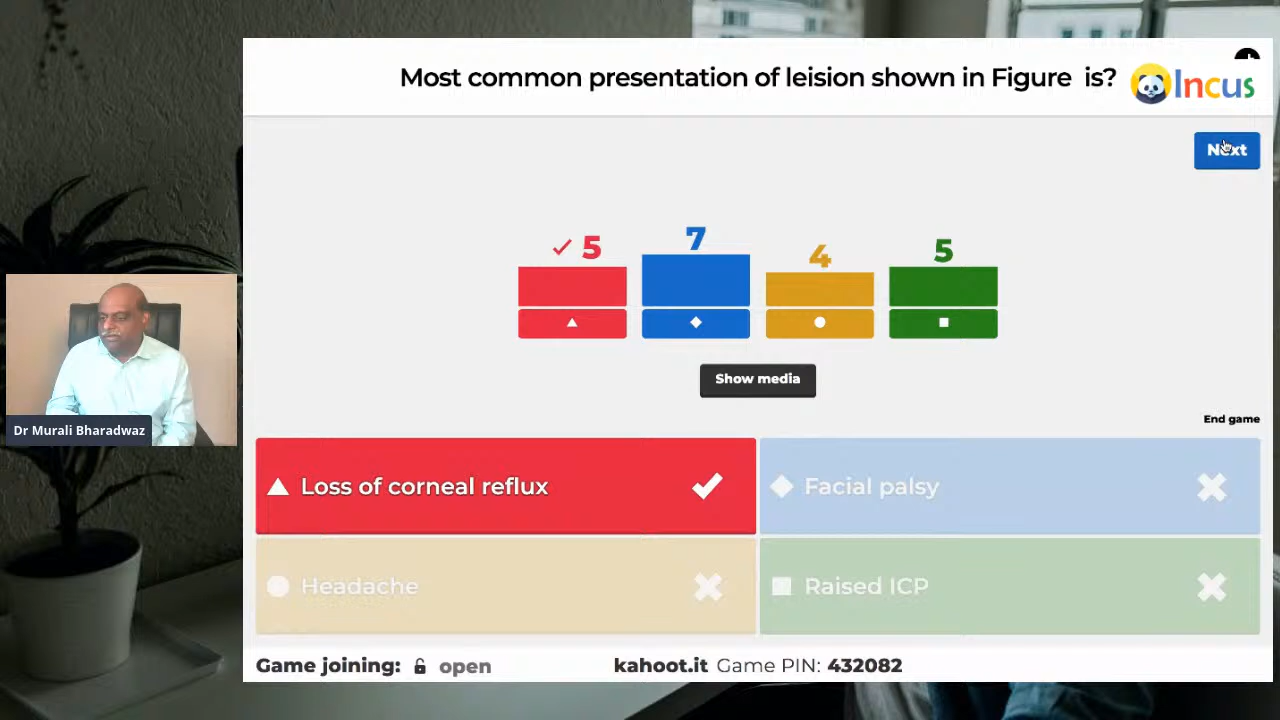 Most common presentation of leision shown in Figure is?
Incus
Next
5
7
4
5
Show media
End game
Loss of corneal reflux
Facial palsy
Headache
Raised ICP
Game joining: open
kahoot.it Game PIN: 432082
Dr Murali Bharadwaz